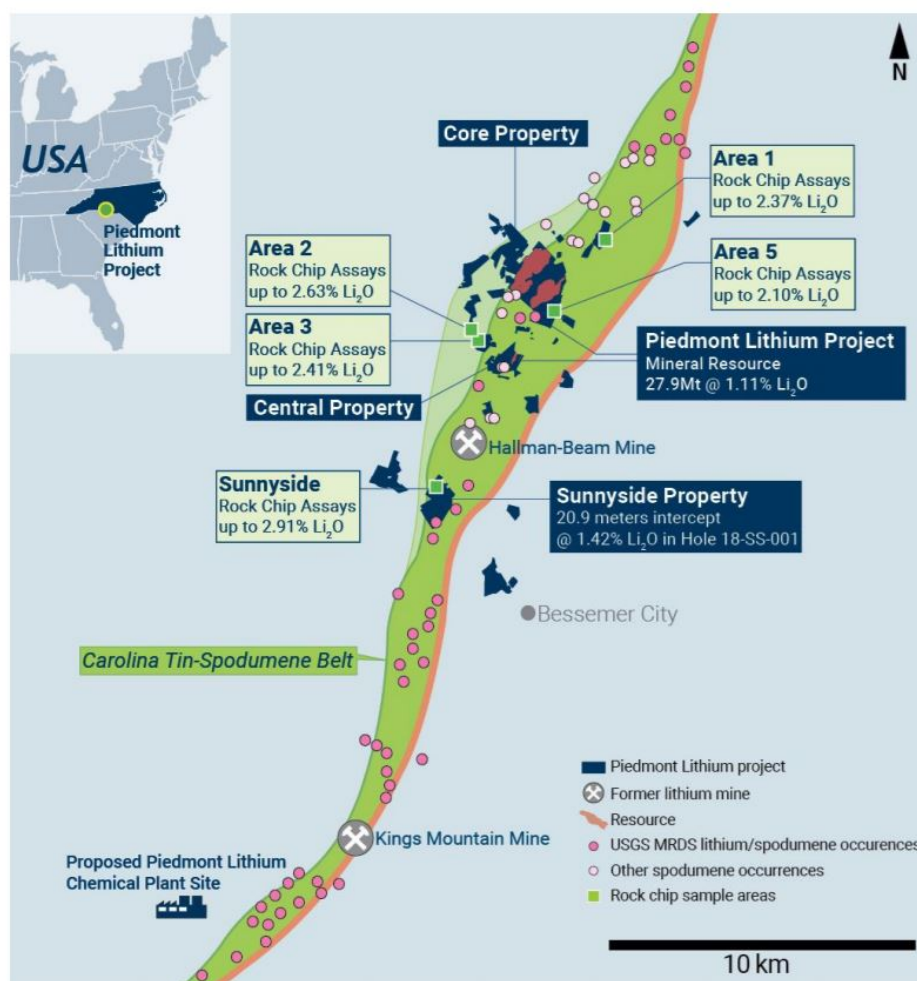 USA
Piedmont
Lithium
Project
N
Core Property
Area 1
Rock Chip Assays
up to 2.37% Li₂O
Area 2
Rock Chip Assays
up to 2.63% Li₂O
Area 5
Rock Chip Assays
up to 2.10% Li₂O
Area 3
Rock Chip Assays
up to 2.41% Li₂O
Piedmont Lithium Project
Mineral Resource
27.9Mt @ 1.11% Li₂O
Central Property
Hallman-Beam Mine
Sunnyside
Rock Chip Assays
up to 2.91% Li₂O
Sunnyside Property
20.9 meters intercept
@ 1.42% Li₂O in Hole 18-SS-001
Bessemer City
Carolina Tin-Spodumene Belt
Kings Mountain Mine
Proposed Piedmont Lithium
Chemical Plant Site
Piedmont Lithium project
Former lithium mine
Resource
USGS MRDS lithium/spodumene occurences
Other spodumene occurrences
Rock chip sample areas
10 km